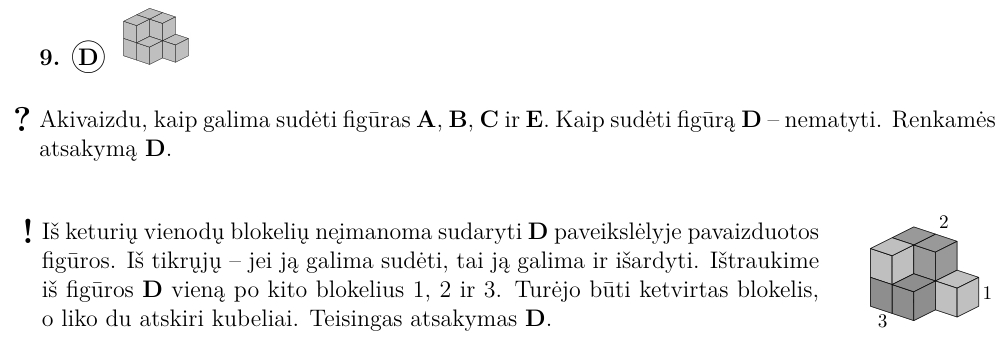 9. D
? Akivaizdu, kaip galima sudėti figūras A, B, C ir E. Kaip sudėti figūrą D – nematyti. Renkamės
atsakymą D.
! Iš keturių vienodų blokelių neįmanoma sudaryti D paveikslėlyje pavaizduotos
figūros. Iš tikrųjų – jei ją galima sudėti, tai ją galima ir išardyti. Ištraukime
iš figūros D vieną po kito blokelius 1, 2 ir 3. Turėjo būti ketvirtas blokelis,
o liko du atskiri kubeliai. Teisingas atsakymas D.
2
1
3